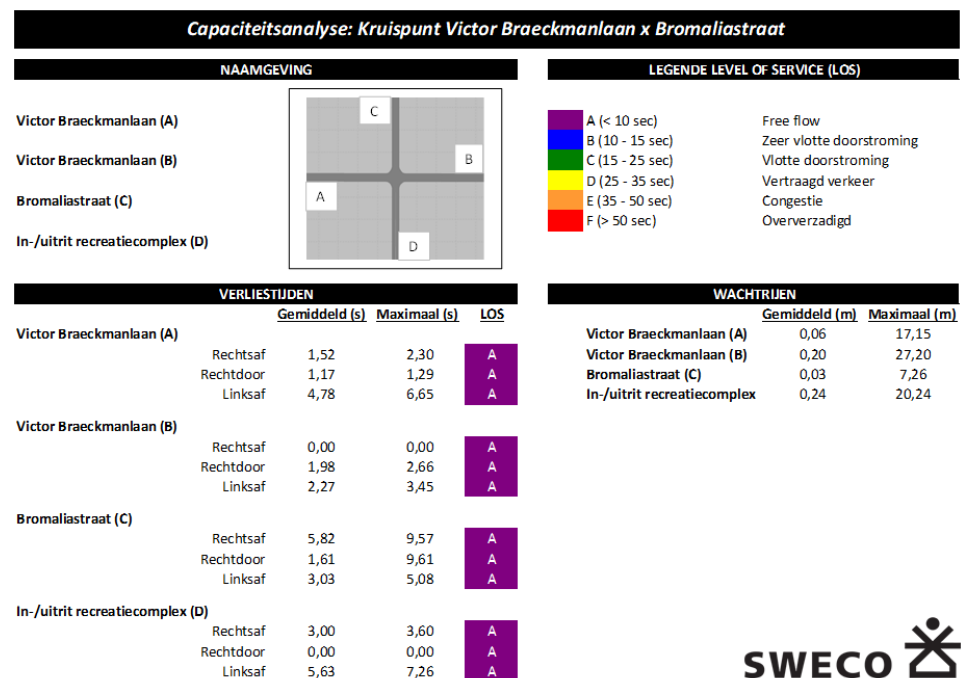 Capaciteitsanalyse: Kruispunt Victor Braeckmanlaan x Bromaliastraat
NAAMGEVING
Victor Braeckmanlaan (A)
Victor Braeckmanlaan (B)
Bromaliastraat (C)
In-/uitrit recreatiecomplex (D)
C
B
A
D
LEGENDE LEVEL OF SERVICE (LOS)
A (< 10 sec) Free flow
B (10 - 15 sec) Zeer vlotte doorstroming
C (15 - 25 sec) Vlotte doorstroming
D (25 - 35 sec) Vertraagd verkeer
E (35 - 50 sec) Congestie
F (> 50 sec) Oververzadigd
VERLIESTIJDEN
Gemiddeld (s) Maximaal (s) LOS
Victor Braeckmanlaan (A)
Rechtsaf 1,52 2,30 A
Rechtdoor 1,17 1,29 A
Linksaf 4,78 6,65 A
Victor Braeckmanlaan (B)
Rechtsaf 0,00 0,00 A
Rechtdoor 1,98 2,66 A
Linksaf 2,27 3,45 A
Bromaliastraat (C)
Rechtsaf 5,82 9,57 A
Rechtdoor 1,61 9,61 A
Linksaf 3,03 5,08 A
In-/uitrit recreatiecomplex (D)
Rechtsaf 3,00 3,60 A
Rechtdoor 0,00 0,00 A
Linksaf 5,63 7,26 A
WACHTRIJEN
Gemiddeld (m) Maximaal (m)
Victor Braeckmanlaan (A) 0,06 17,15
Victor Braeckmanlaan (B) 0,20 27,20
Bromaliastraat (C) 0,03 7,26
In-/uitrit recreatiecomplex 0,24 20,24
SWECO